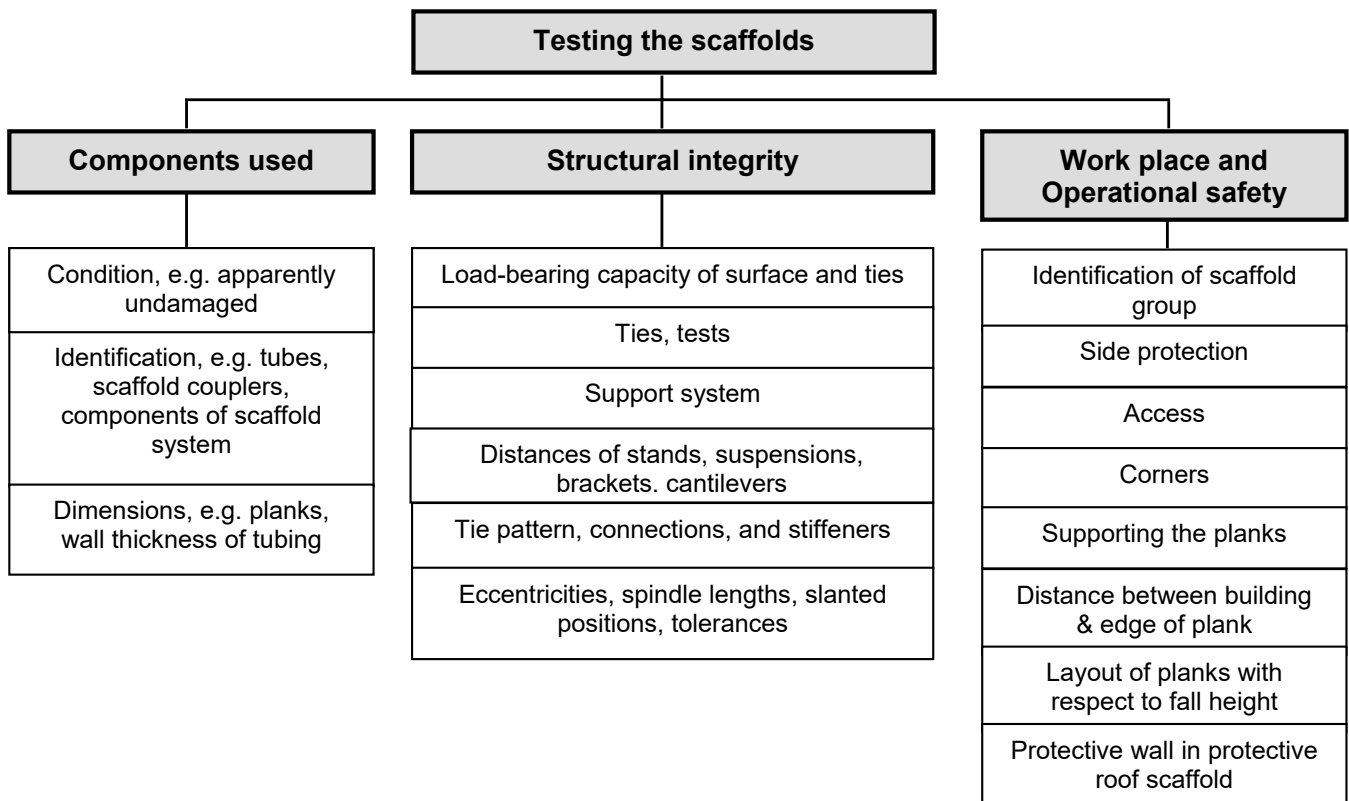 Testing the scaffolds
Components used
Condition, e.g. apparently
undamaged
Identification, e.g. tubes,
scaffold couplers,
components of scaffold
system
Dimensions, e.g. planks,
wall thickness of tubing
Structural integrity
Load-bearing capacity of surface and ties
Ties, tests
Support system
Distances of stands, suspensions,
brackets. cantilevers
Tie pattern, connections, and stiffeners
Eccentricities, spindle lengths, slanted
positions, tolerances
Work place and
Operational safety
Identification of scaffold
group
Side protection
Access
Corners
Supporting the planks
Distance between building
& edge of plank
Layout of planks with
respect to fall height
Protective wall in protective
roof scaffold